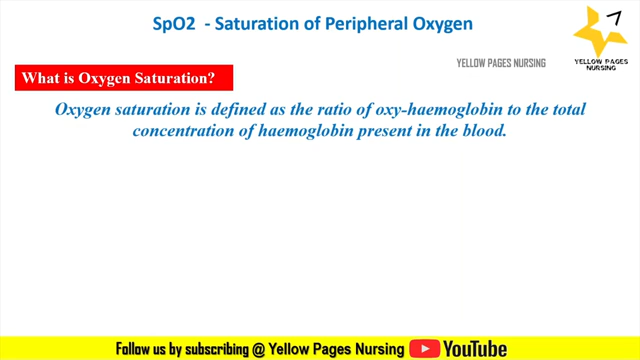 SpO2 - Saturation of Peripheral Oxygen
YELLOW PAGES NURSING
YELLOW PAGES
NURSING
What is Oxygen Saturation?
Oxygen saturation is defined as the ratio of oxy-haemoglobin to the total
concentration of haemoglobin present in the blood.
Follow us by subscribing @ Yellow Pages Nursing YouTube